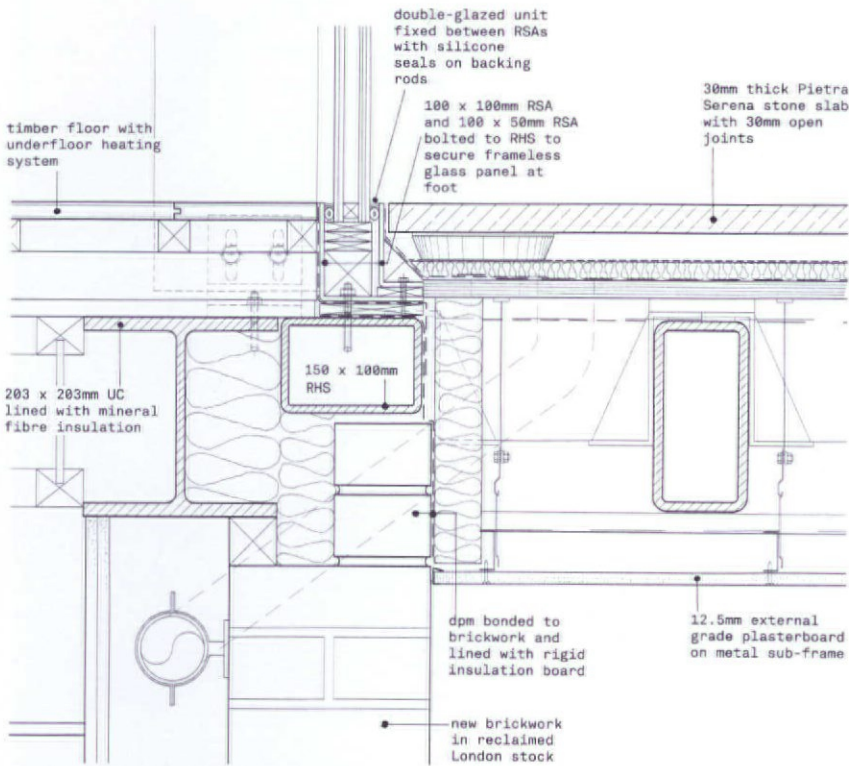 double-glazed unit
fixed between RSAs
with silicone
seals on backing
rods
100 x 100mm RSA
and 100 x 50mm RSA
bolted to RHS to
secure frameless
glass panel at
foot
30mm thick Pietra
Serena stone slab
with 30mm open
joints
timber floor with
underfloor heating
system
150 x 100mm
RHS
203 x 203mm UC
lined with mineral
fibre insulation
dpm bonded to
brickwork and
lined with rigid
insulation board
12.5mm external
grade plasterboard
on metal sub-frame
new brickwork
in reclaimed
London stock